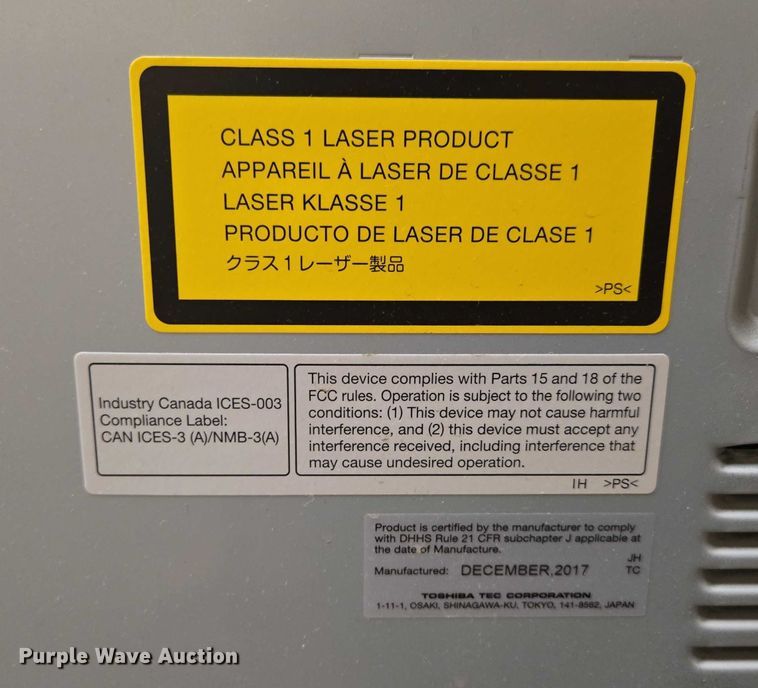 CLASS 1 LASER PRODUCT
APPAREIL À LASER DE CLASSE 1
LASER KLASSE 1
PRODUCTO DE LASER DE CLASE 1
クラス1レーザー製品
>PS<
Industry Canada ICES-003
Compliance Label:
CAN ICES-3 (A)/NMB-3(A)
This device complies with Parts 15 and 18 of the
FCC rules. Operation is subject to the following two
conditions: (1) This device may not cause harmful
interference, and (2) this device must accept any
interference received, including interference that
may cause undesired operation.
IH >PS<
Product is certified by the manufacturer to comply
with DHHS Rule 21 CFR subchapter J applicable at
the date of Manufacture.
JH
Manufactured: DECEMBER,2017 TC
TOSHIBA TEC CORPORATION
1-11-1, OSAKI, SHINAGAWA-KU, TOKYO, 141-8562, JAPAN
Purple Wave Auction